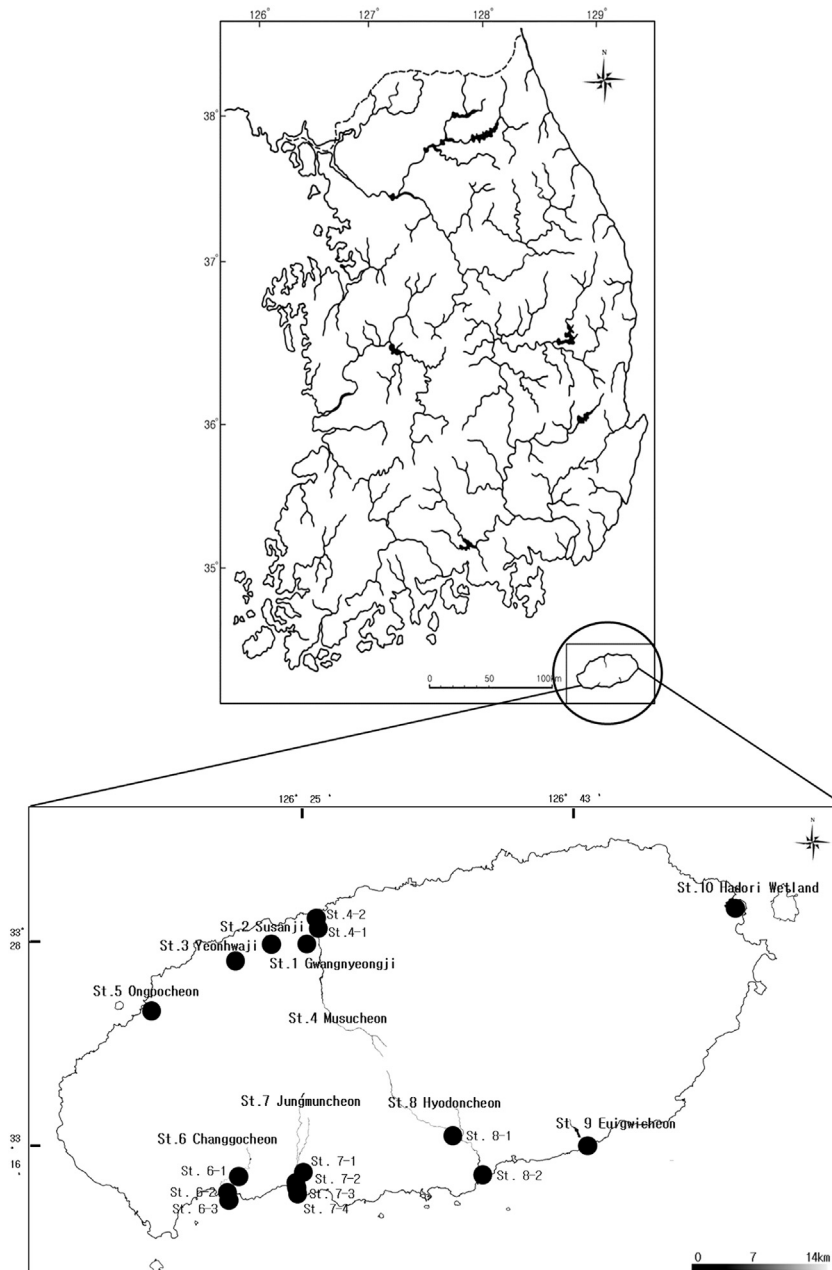 126° 127° 128° 129°
N
38°
37°
36°
35°
0 50 100km
126° 25' 126° 43'
N
St.10 Hadori Wetland
St.4-2
St.2 Susanji St.4-1
33° 28
St.3 Yeonhwaji
St.1 Gwangnyeongji
St.5 Ongpocheon
St.4 Musucheon
St.7 Jungmuncheon St.8 Hyodoncheon
St. 9 Euigwicheon
St.6 Changgocheon St. 8-1
33° 16'
St. 6-1 St. 7-1
St. 7-2 St. 8-2
St. 6-2 St. 7-3
St. 6-3 St. 7-4
0 7 14km